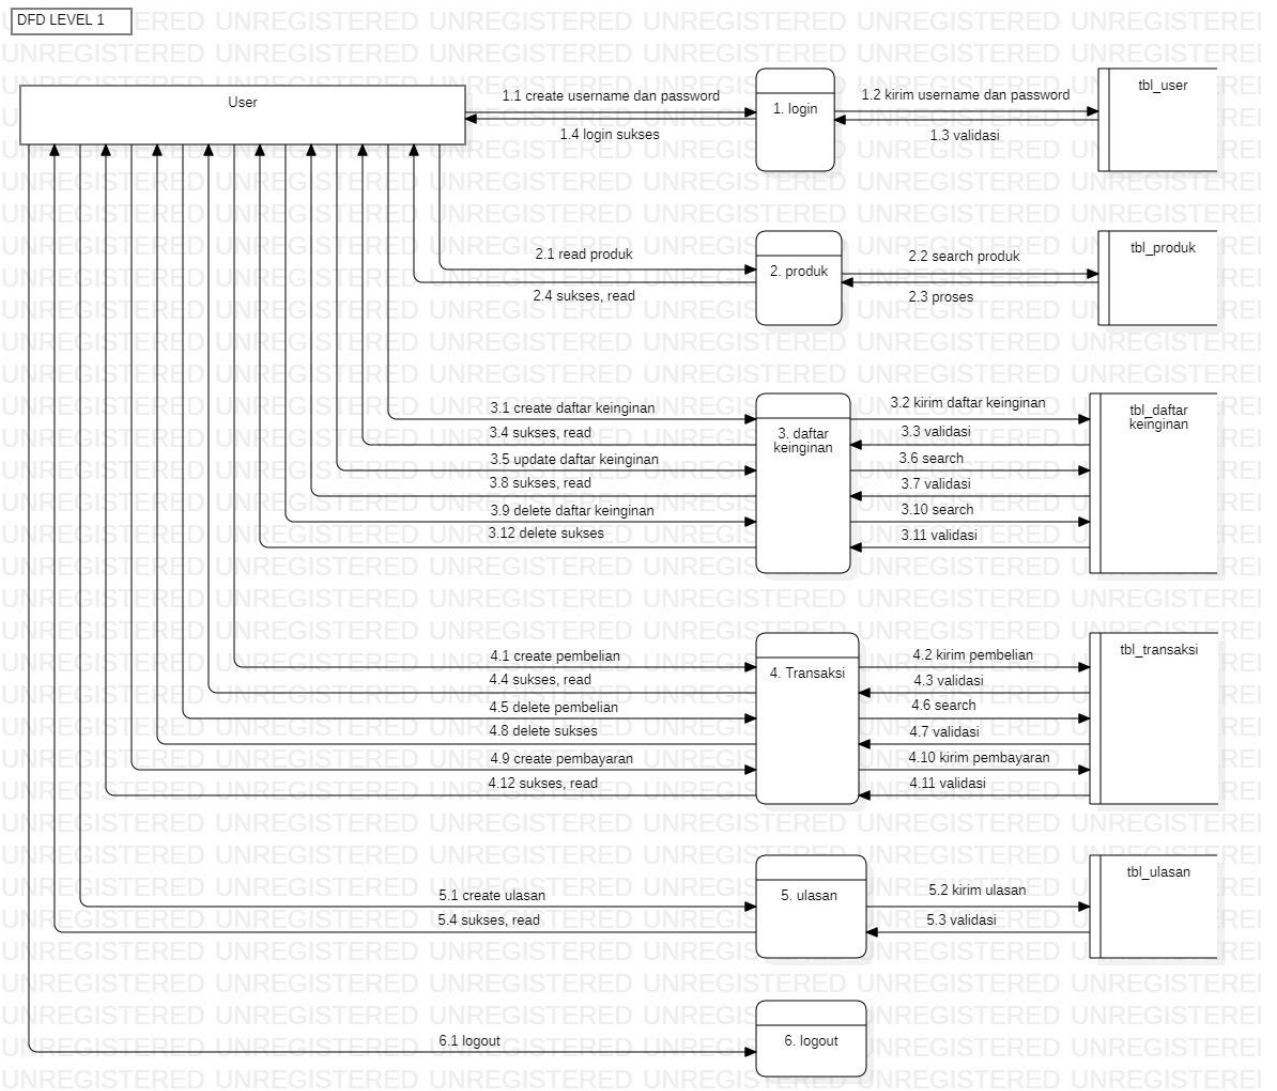 DFD LEVEL 1
User
1.1 create username dan password
1.4 login sukses
1. login
1.2 kirim username dan password
1.3 validasi
tbl_user
2.1 read produk
2.4 sukses, read
2. produk
2.2 search produk
2.3 proses
tbl_produk
3.1 create daftar keinginan
3.4 sukses, read
3.5 update daftar keinginan
3.8 sukses, read
3.9 delete daftar keinginan
3.12 delete sukses
3. daftar
keinginan
3.2 kirim daftar keinginan
3.3 validasi
3.6 search
3.7 validasi
3.10 search
3.11 validasi
tbl_daftar
keinginan
4.1 create pembelian
4.4 sukses, read
4.5 delete pembelian
4.8 delete sukses
4.9 create pembayaran
4.12 sukses, read
4. Transaksi
4.2 kirim pembelian
4.3 validasi
4.6 search
4.7 validasi
4.10 kirim pembayaran
4.11 validasi
tbl_transaksi
5.1 create ulasan
5.4 sukses, read
5. ulasan
5.2 kirim ulasan
5.3 validasi
tbl_ulasan
6.1 logout
6. logout
UNREGISTERED